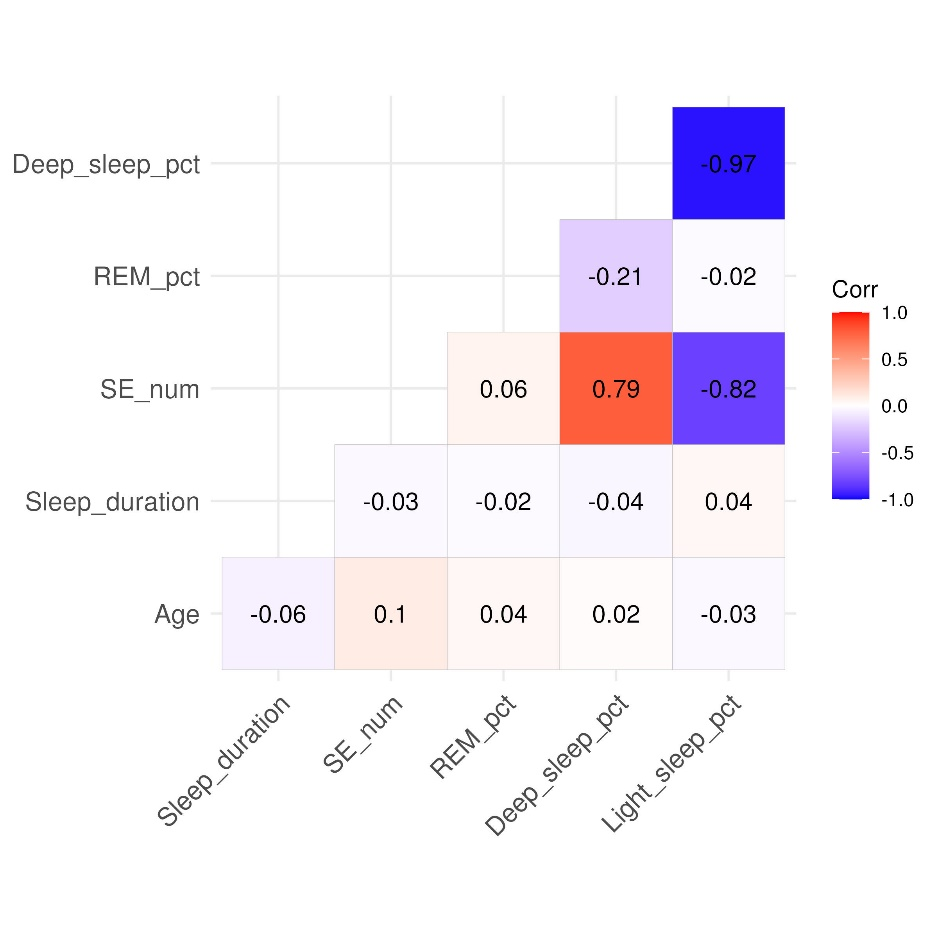 Deep_sleep_pct
-0.97
REM_pct
-0.21
-0.02
SE_num
0.06
0.79
-0.82
Sleep_duration
-0.03
-0.02
-0.04
0.04
Age
-0.06
0.1
0.04
0.02
-0.03
Sleep_duration
SE_num
REM_pct
Deep_sleep_pct
Light_sleep_pct
Corr
1.0
0.5
0.0
-0.5
-1.0